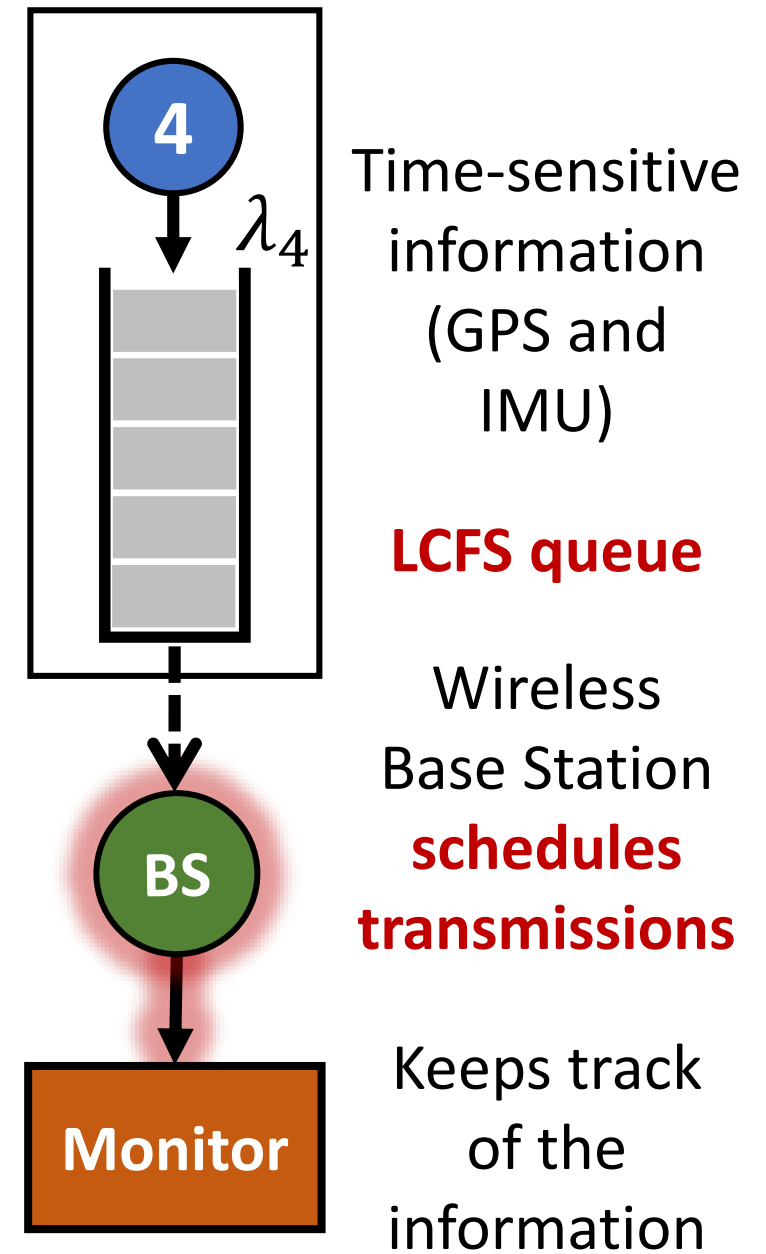 4
λ₄
Time-sensitive
information
(GPS and
IMU)
LCFS queue
Wireless
Base Station
schedules
transmissions
BS
Keeps track
of the
information
Monitor